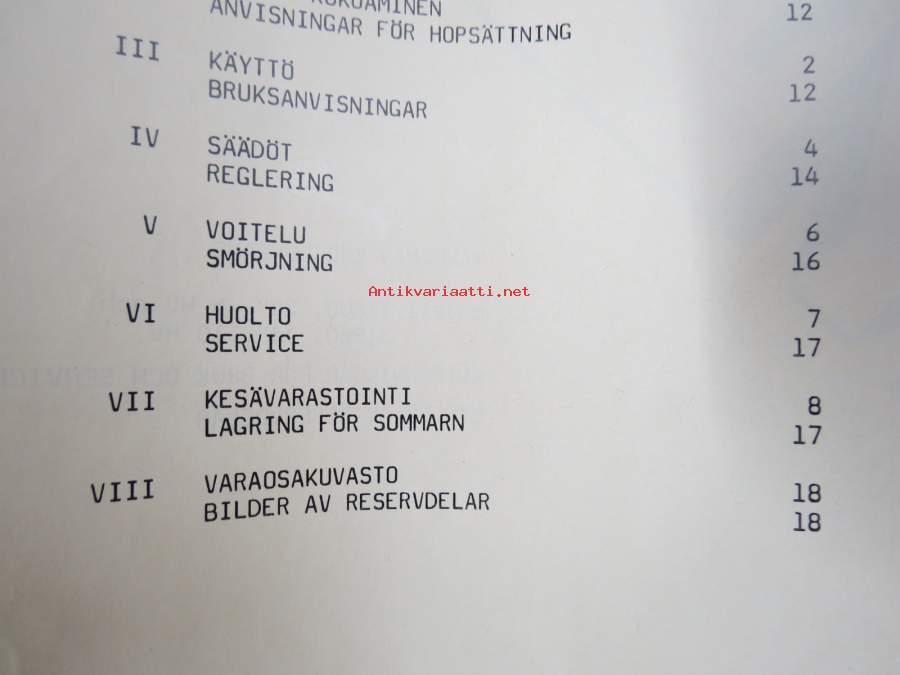 12
ANVISNINGAR FÖR HOPSÄTTNING
III KÄYTTÖ 2
BRUKSANVISNINGAR 12
IV SÄÄDÖT 4
REGLERING 14
V VOITELU 6
SMÖRJNING 16
Antikvariaatti.net
VI HUOLTO 7
SERVICE 17
VII KESÄVARASTOINTI 8
LAGRING FÖR SOMMARN 17
VIII VARAOSAKUVASTO 18
BILDER AV RESERVDELAR 18